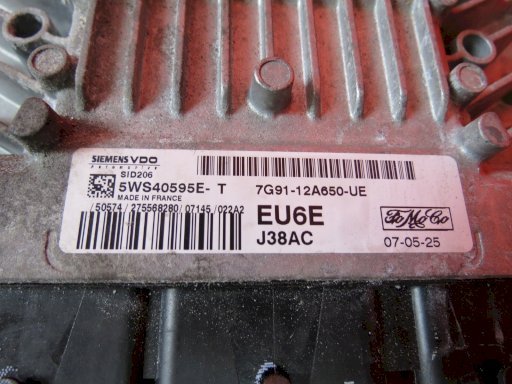 SIEMENS VDO
Automotive
SID206
5WS40595E- T
MADE IN FRANCE
/50574/ 275568280/ 07145 /022A2
7G91-12A650-UE
EU6E
J38AC
FoMoCo
07-05-25